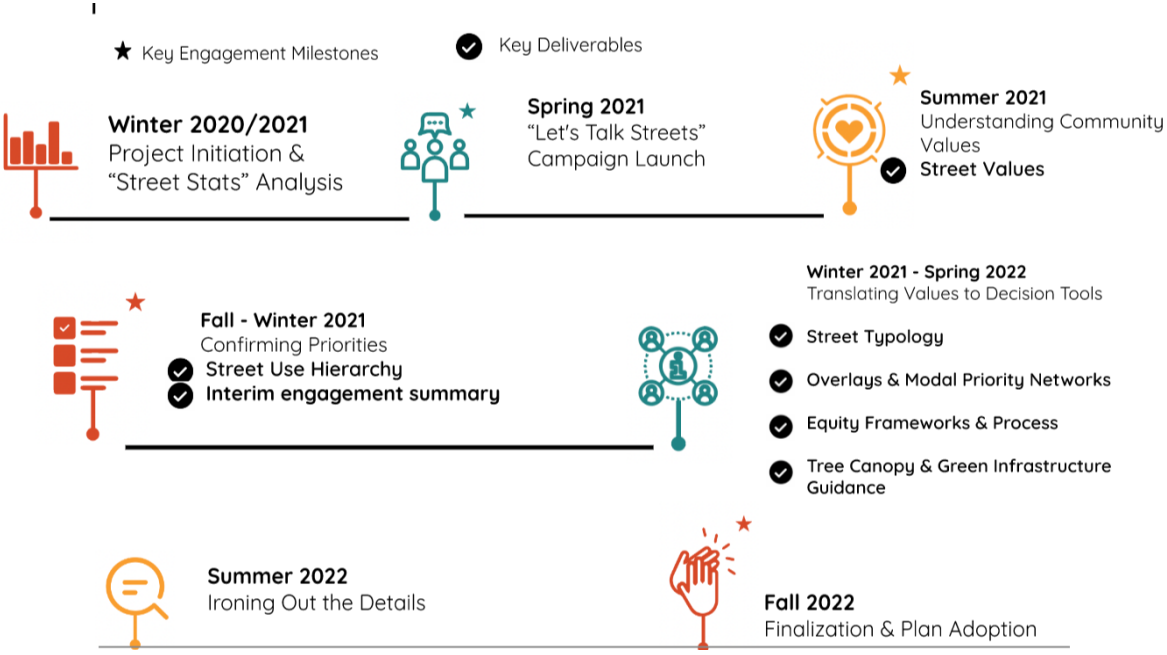 Key Engagement Milestones
Key Deliverables
Winter 2020/2021
Project Initiation &
“Street Stats” Analysis
Spring 2021
“Let's Talk Streets”
Campaign Launch
Summer 2021
Understanding Community
Values
Street Values
Fall - Winter 2021
Confirming Priorities
Street Use Hierarchy
Interim engagement summary
Winter 2021 - Spring 2022
Translating Values to Decision Tools
Street Typology
Overlays & Modal Priority Networks
Equity Frameworks & Process
Tree Canopy & Green Infrastructure
Guidance
Summer 2022
Ironing Out the Details
Fall 2022
Finalization & Plan Adoption